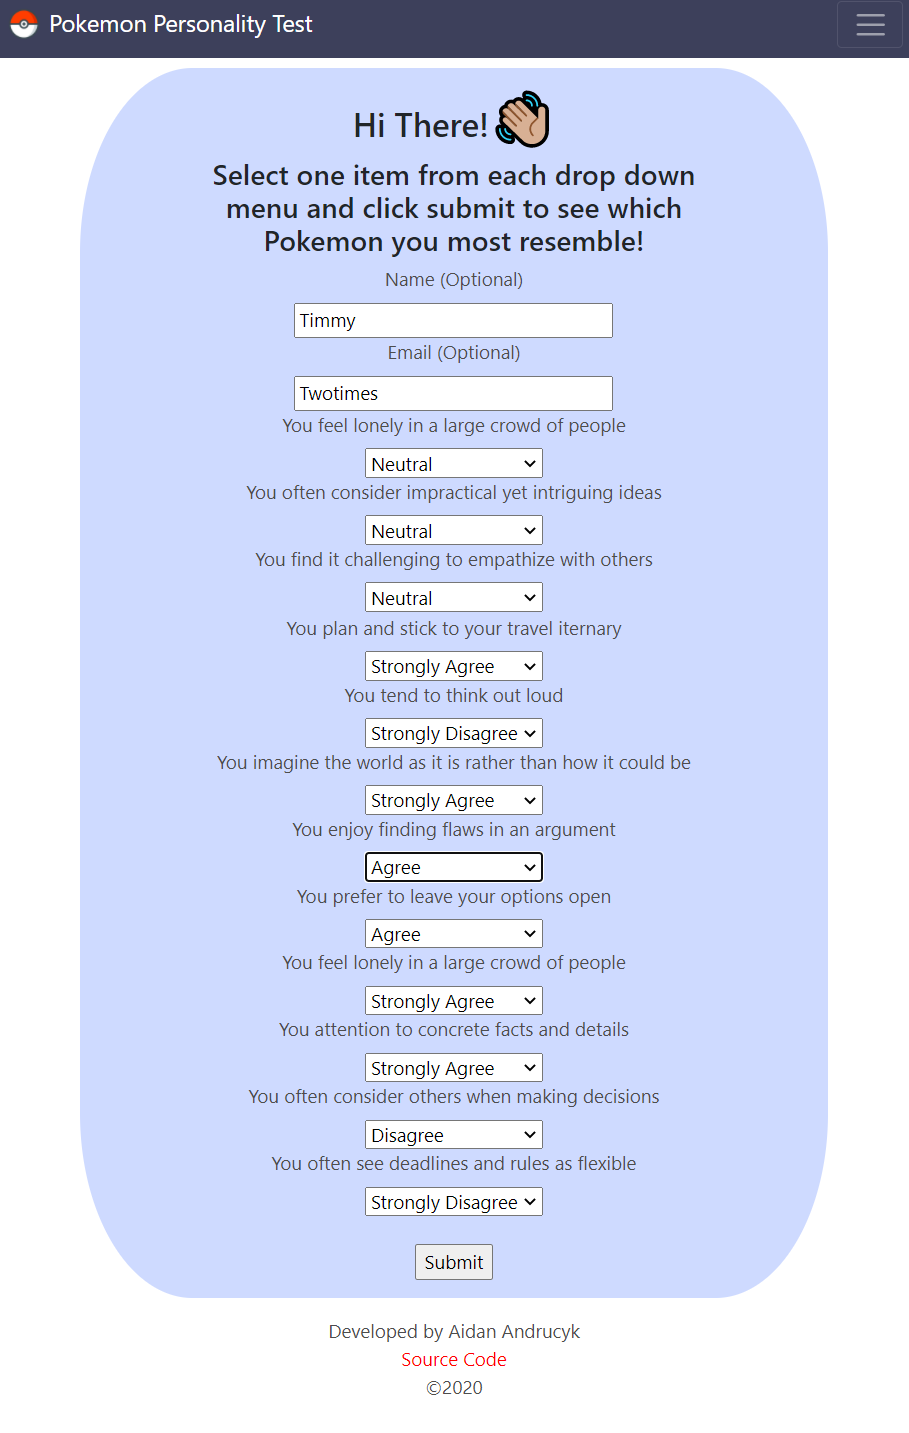 Pokemon Personality Test
Hi There!
Select one item from each drop down
menu and click submit to see which
Pokemon you most resemble!
Name (Optional)
Timmy
Email (Optional)
Twotimes
You feel lonely in a large crowd of people
Neutral
You often consider impractical yet intriguing ideas
Neutral
You find it challenging to empathize with others
Neutral
You plan and stick to your travel iternary
Strongly Agree
You tend to think out loud
Strongly Disagree
You imagine the world as it is rather than how it could be
Strongly Agree
You enjoy finding flaws in an argument
Agree
You prefer to leave your options open
Agree
You feel lonely in a large crowd of people
Strongly Agree
You attention to concrete facts and details
Strongly Agree
You often consider others when making decisions
Disagree
You often see deadlines and rules as flexible
Strongly Disagree
Submit
Developed by Aidan Andrucyk
Source Code
©2020